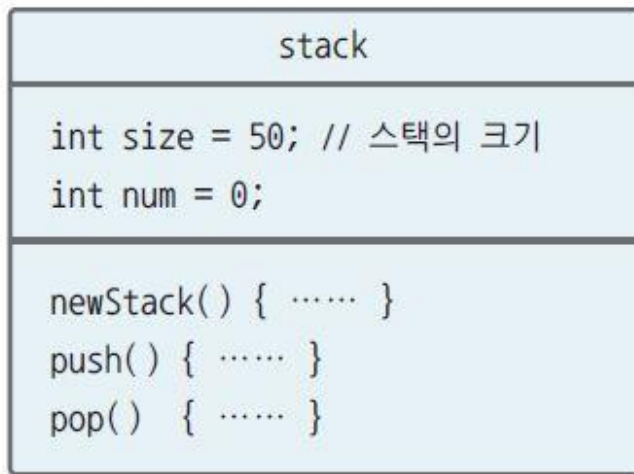 stack
int size = 50; // 스택의 크기
int num = 0;
newStack() { …… }
push() { …… }
pop() { …… }